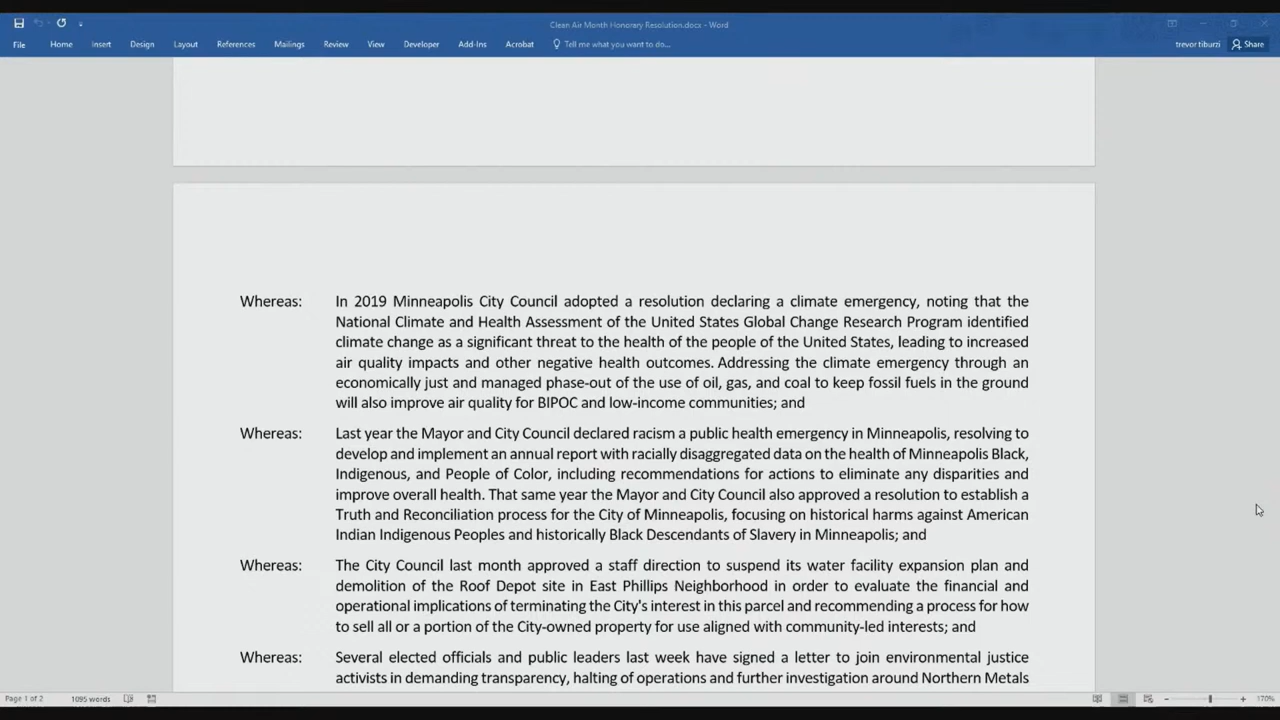 Clean Air Month Honorary Resolution.docx - Word
File Home Insert Design Layout References Mailings Review View Developer Add-Ins Acrobat Tell me what you want to do... trevor tiburzi Share
Whereas: In 2019 Minneapolis City Council adopted a resolution declaring a climate emergency, noting that the
National Climate and Health Assessment of the United States Global Change Research Program identified
climate change as a significant threat to the health of the people of the United States, leading to increased
air quality impacts and other negative health outcomes. Addressing the climate emergency through an
economically just and managed phase-out of the use of oil, gas, and coal to keep fossil fuels in the ground
will also improve air quality for BIPOC and low-income communities; and
Whereas: Last year the Mayor and City Council declared racism a public health emergency in Minneapolis, resolving to
develop and implement an annual report with racially disaggregated data on the health of Minneapolis Black,
Indigenous, and People of Color, including recommendations for actions to eliminate any disparities and
improve overall health. That same year the Mayor and City Council also approved a resolution to establish a
Truth and Reconciliation process for the City of Minneapolis, focusing on historical harms against American
Indian Indigenous Peoples and historically Black Descendants of Slavery in Minneapolis; and
Whereas: The City Council last month approved a staff direction to suspend its water facility expansion plan and
demolition of the Roof Depot site in East Phillips Neighborhood in order to evaluate the financial and
operational implications of terminating the City's interest in this parcel and recommending a process for how
to sell all or a portion of the City-owned property for use aligned with community-led interests; and
Whereas: Several elected officials and public leaders last week have signed a letter to join environmental justice
activists in demanding transparency, halting of operations and further investigation around Northern Metals
Page 1 of 2 1095 words 170%